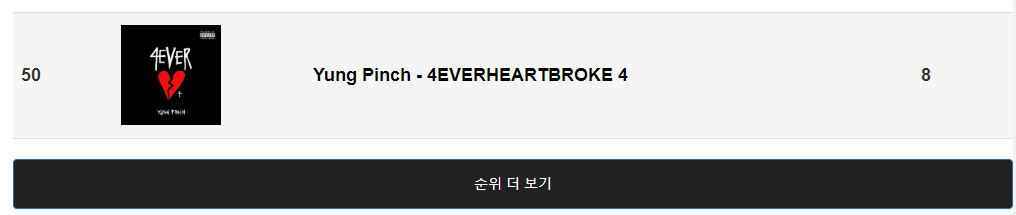 50
4EVER
YUNG PINCH
Yung Pinch - 4EVERHEARTBROKE 4
8
순위 더 보기